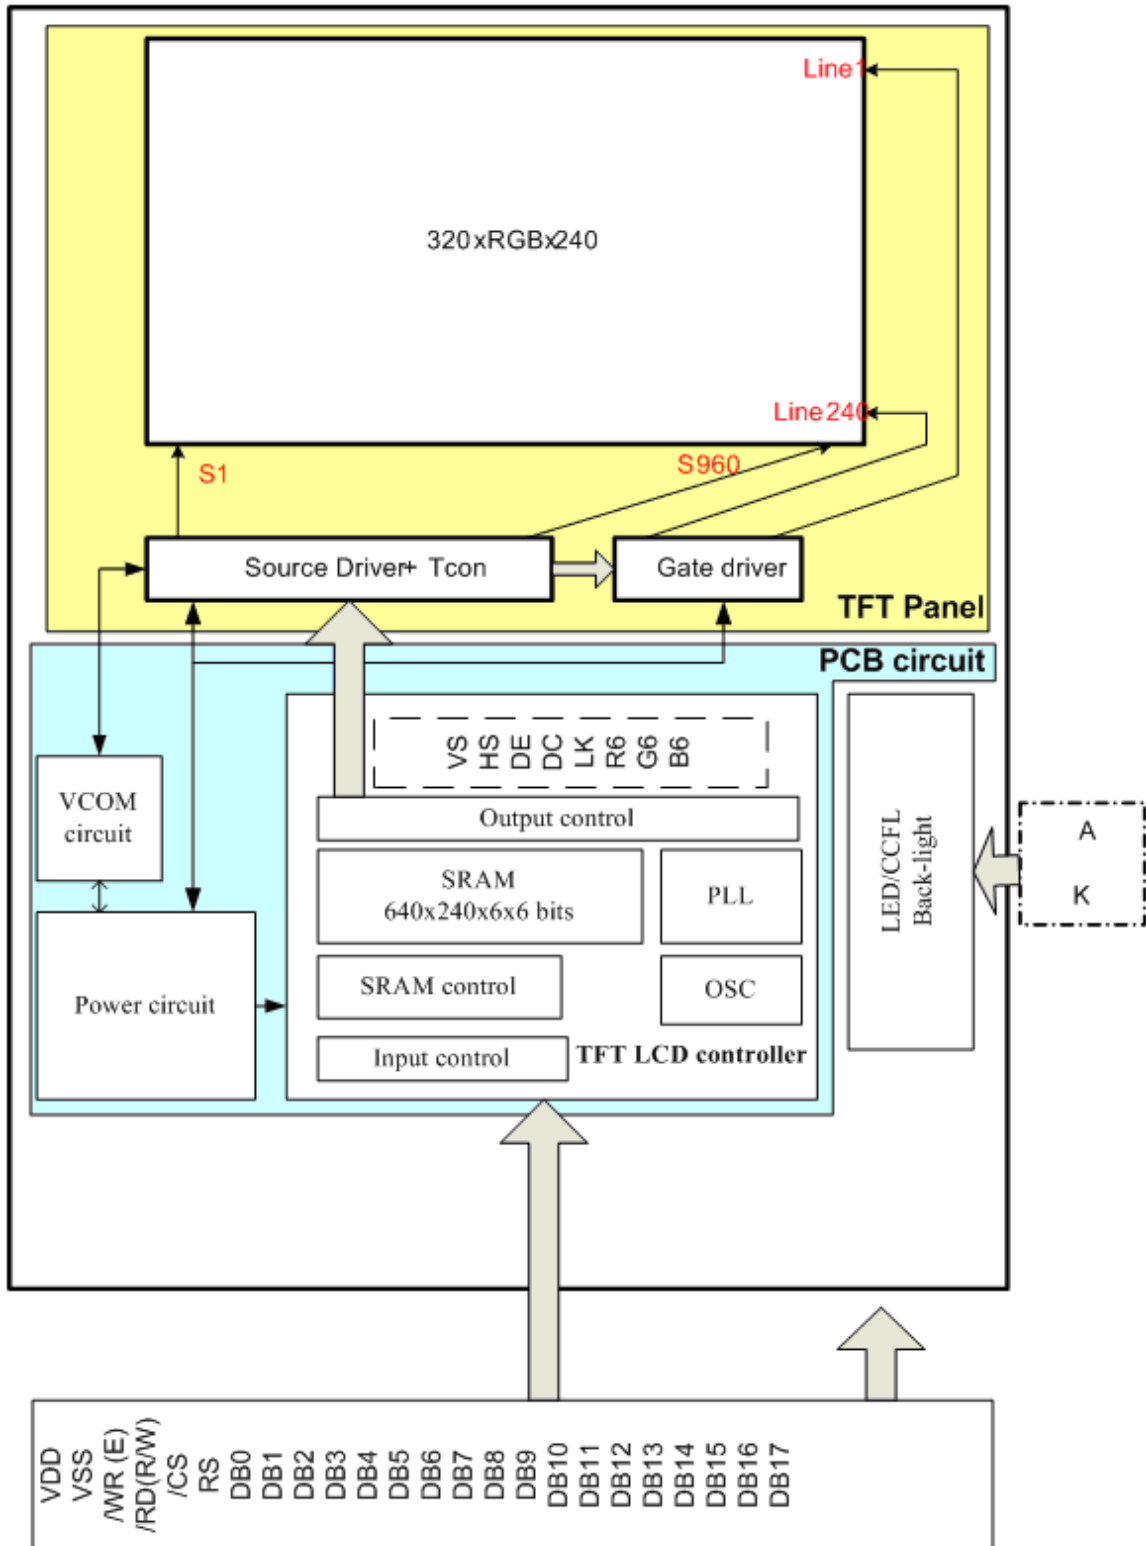 Line1
320xRGBx240
Line240
S1
S960
Source Driver+ Tcon
Gate driver
TFT Panel
PCB circuit
VS
HS
DE
DC
LK
R6
G6
B6
VCOM
circuit
Output control
SRAM
640x240x6x6 bits
PLL
LED/CCFL
Back-light
A
K
Power circuit
SRAM control
OSC
Input control
TFT LCD controller
VDD
VSS
/WR (E)
/RD(R/W)
/CS
RS
DB0
DB1
DB2
DB3
DB4
DB5
DB6
DB7
DB8
DB9
DB10
DB11
DB12
DB13
DB14
DB15
DB16
DB17